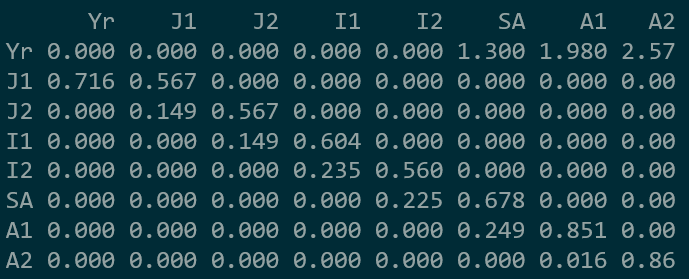 Yr J1 J2 I1 I2 SA A1 A2
Yr 0.000 0.000 0.000 0.000 0.000 1.300 1.980 2.57
J1 0.716 0.567 0.000 0.000 0.000 0.000 0.000 0.00
J2 0.000 0.149 0.567 0.000 0.000 0.000 0.000 0.00
I1 0.000 0.000 0.149 0.604 0.000 0.000 0.000 0.00
I2 0.000 0.000 0.000 0.235 0.560 0.000 0.000 0.00
SA 0.000 0.000 0.000 0.000 0.225 0.678 0.000 0.00
A1 0.000 0.000 0.000 0.000 0.000 0.249 0.851 0.00
A2 0.000 0.000 0.000 0.000 0.000 0.000 0.016 0.86